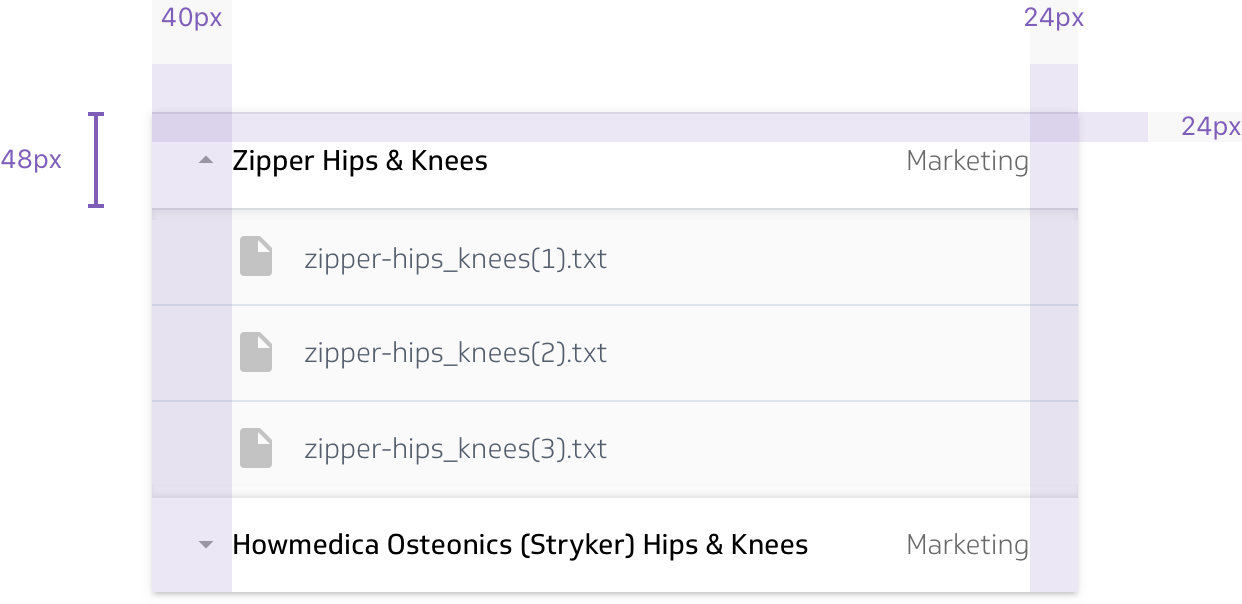 40px
24px
24px
48px
Zipper Hips & Knees
Marketing
zipper-hips_knees(1).txt
zipper-hips_knees(2).txt
zipper-hips_knees(3).txt
Howmedica Osteonics (Stryker) Hips & Knees
Marketing